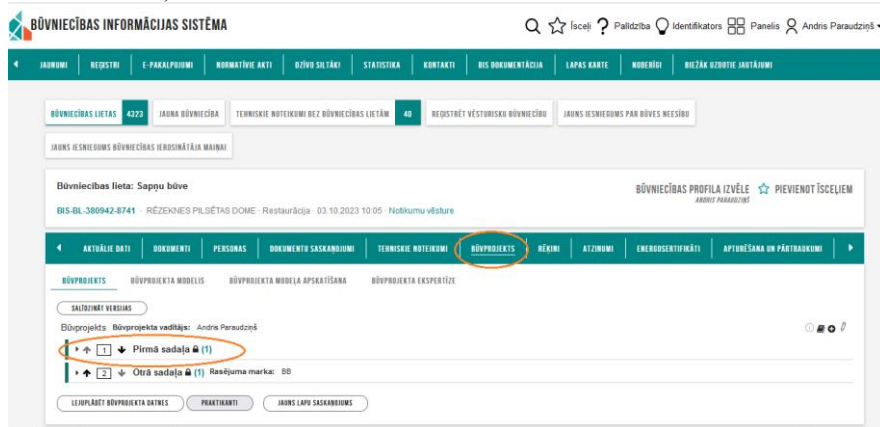 BŪVNIECĪBAS INFORMĀCIJAS SISTĒMA
Īsceļi ? Palīdzība Identifikators Panelis Andris Paraudziņš
JAUNUMI REĢISTRI E-PAKALPOJUMI NORMATĪVIE AKTI DZĪVO SILTĀK! STATISTIKA KONTAKTI BIS DOKUMENTĀCIJA LAPAS KARTE NODERĪGI BIEŽĀK UZDOTIE JAUTĀJUMI
BŪVNIECĪBAS LIETAS 4323 JAUNA BŪVNIECĪBA TEHNISKIE NOTEIKUMI BEZ BŪVNIECĪBAS LIETĀM 40 REĢISTRĒT VĒSTURISKU BŪVNIECĪBU JAUNS IESNIEGUMS PAR BŪVES NEESĪBU
JAUNS IESNIEGUMS BŪVNIECĪBAS IEROSINĀTĀJA MAIŅAI
Būvniecības lieta: Sapņu būve
BŪVNIECĪBAS PROFILA IZVĒLE PIEVIENOT ĪSCEĻIEM
ANDRIS PARAUDZIŅŠ
BIS-BL-380942-8741 - RĒZEKNES PILSĒTAS DOME - Restaurācija - 03.10.2023 10:05 - Notikumu vēsture
AKTUĀLIE DATI DOKUMENTI PERSONAS DOKUMENTU SASKAŅOJUMI TEHNISKIE NOTEIKUMI BŪVPROJEKTS RĒĶINI ATZINUMI ENERGOSERTIFIKĀTI APTURĒŠANA UN PĀRTRAUKUMI
BŪVPROJEKTS BŪVPROJEKTA MODELIS BŪVPROJEKTA MODEĻA APSKATĪŠANA BŪVPROJEKTA EKSPERTĪZE
SALĪDZINĀT VERSIJAS
Būvprojekts Būvprojekta vadītājs: Andris Paraudziņš
1 Pirmā sadaļa (1)
2 Otrā sadaļa (1) Rasējuma marka: BB
LEJUPLĀDĒT BŪVPROJEKTA DATNES PRAKTIKANTI JAUNS LAPU SASKAŅOJUMS